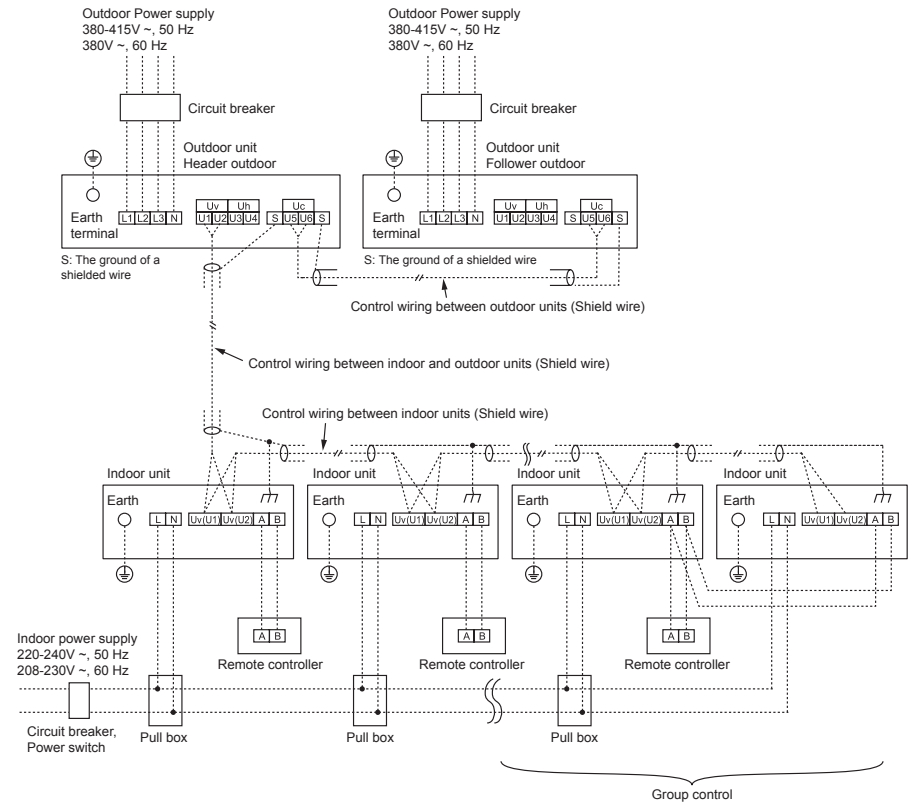 Outdoor Power supply
380-415V ~, 50 Hz
380V ~, 60 Hz
Outdoor Power supply
380-415V ~, 50 Hz
380V ~, 60 Hz
Circuit breaker
Circuit breaker
Outdoor unit
Header outdoor
Outdoor unit
Follower outdoor
Earth
terminal
L1 L2 L3 N
Uv Uh
U1 U2 U3 U4
Uc
S U5 U6 S
Earth
terminal
L1 L2 L3 N
Uv Uh
U1 U2 U3 U4
Uc
S U5 U6 S
S: The ground of a
shielded wire
S: The ground of a shielded wire
Control wiring between outdoor units (Shield wire)
Control wiring between indoor and outdoor units (Shield wire)
Control wiring between indoor units (Shield wire)
Indoor unit
Indoor unit
Indoor unit
Indoor unit
Earth
L N Uv(U1) Uv(U2) A B
Earth
L N Uv(U1) Uv(U2) A B
Earth
L N Uv(U1) Uv(U2) A B
Earth
L N Uv(U1) Uv(U2) A B
A B
Remote controller
A B
Remote controller
A B
Remote controller
Indoor power supply
220-240V ~, 50 Hz
208-230V ~, 60 Hz
Circuit breaker,
Power switch
Pull box
Pull box
Pull box
Group control